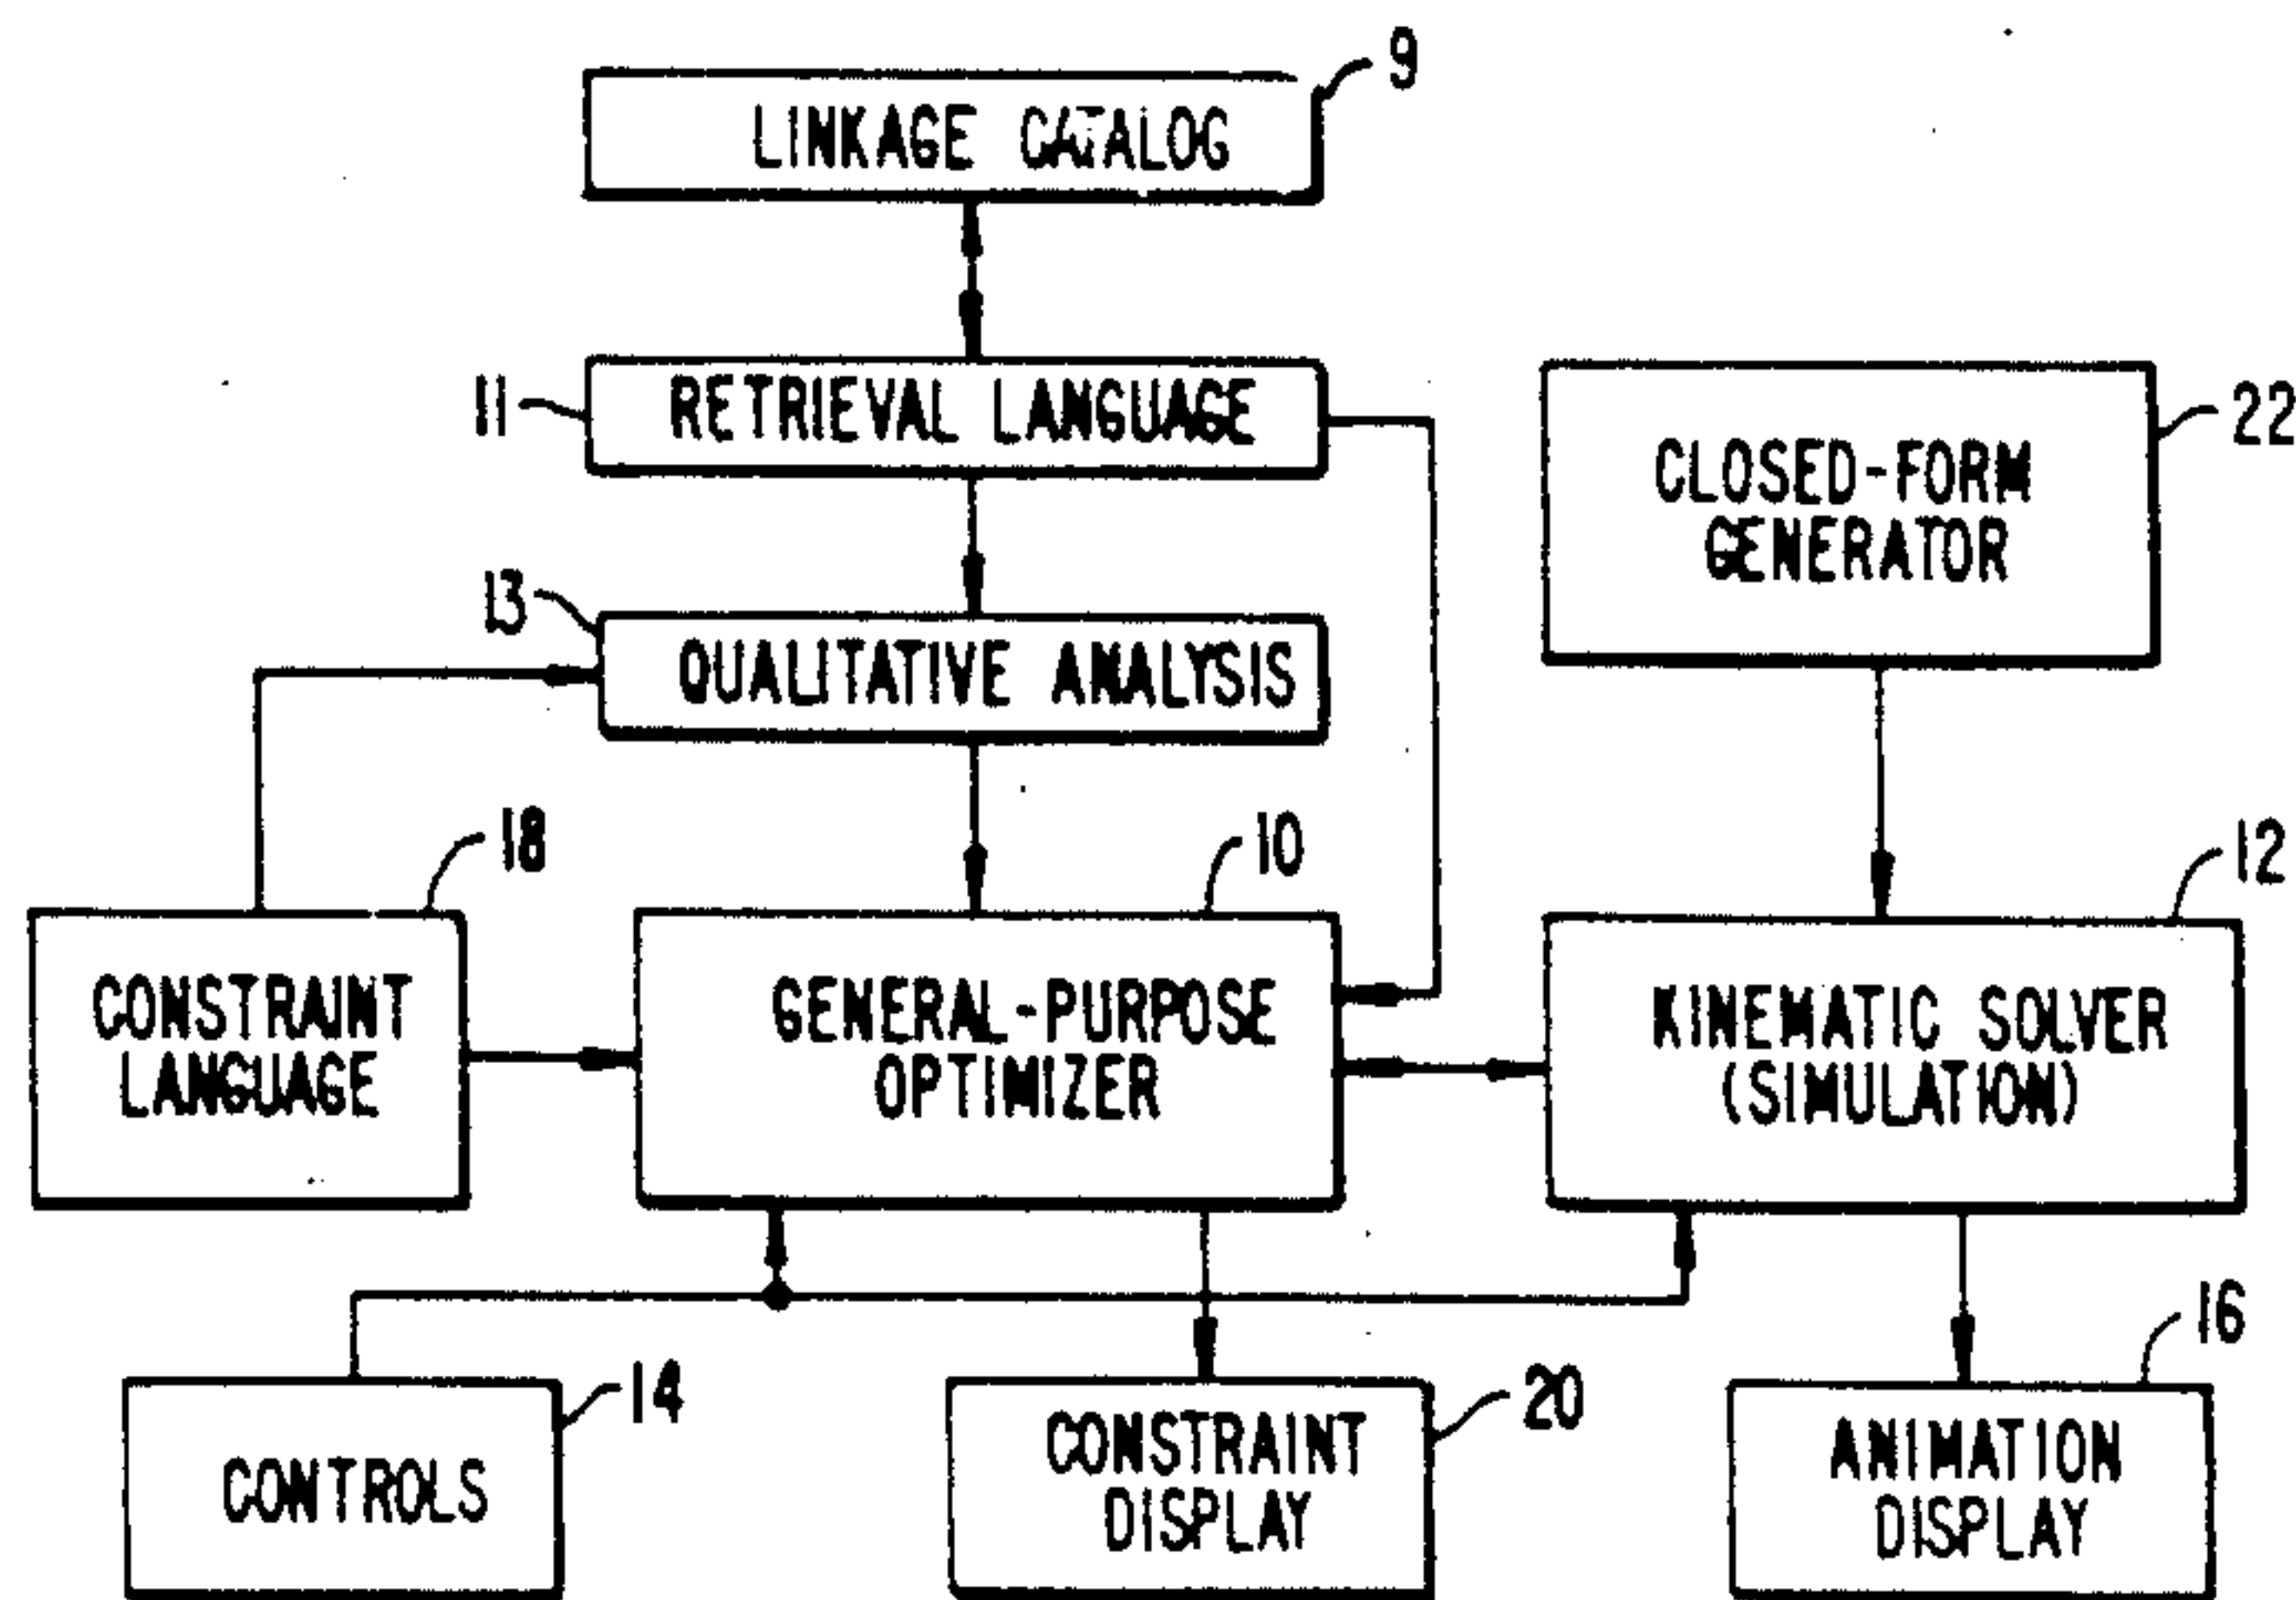 9
LINKAGE CATALOG
11
RETRIEVAL LANGUAGE
22
CLOSED-FORM
GENERATOR
13
QUALITATIVE ANALYSIS
18
10
12
CONSTRAINT
LANGUAGE
GENERAL-PURPOSE
OPTIMIZER
KINEMATIC SOLVER
(SIMULATION)
14
CONTROLS
20
CONSTRAINT
DISPLAY
16
ANIMATION
DISPLAY